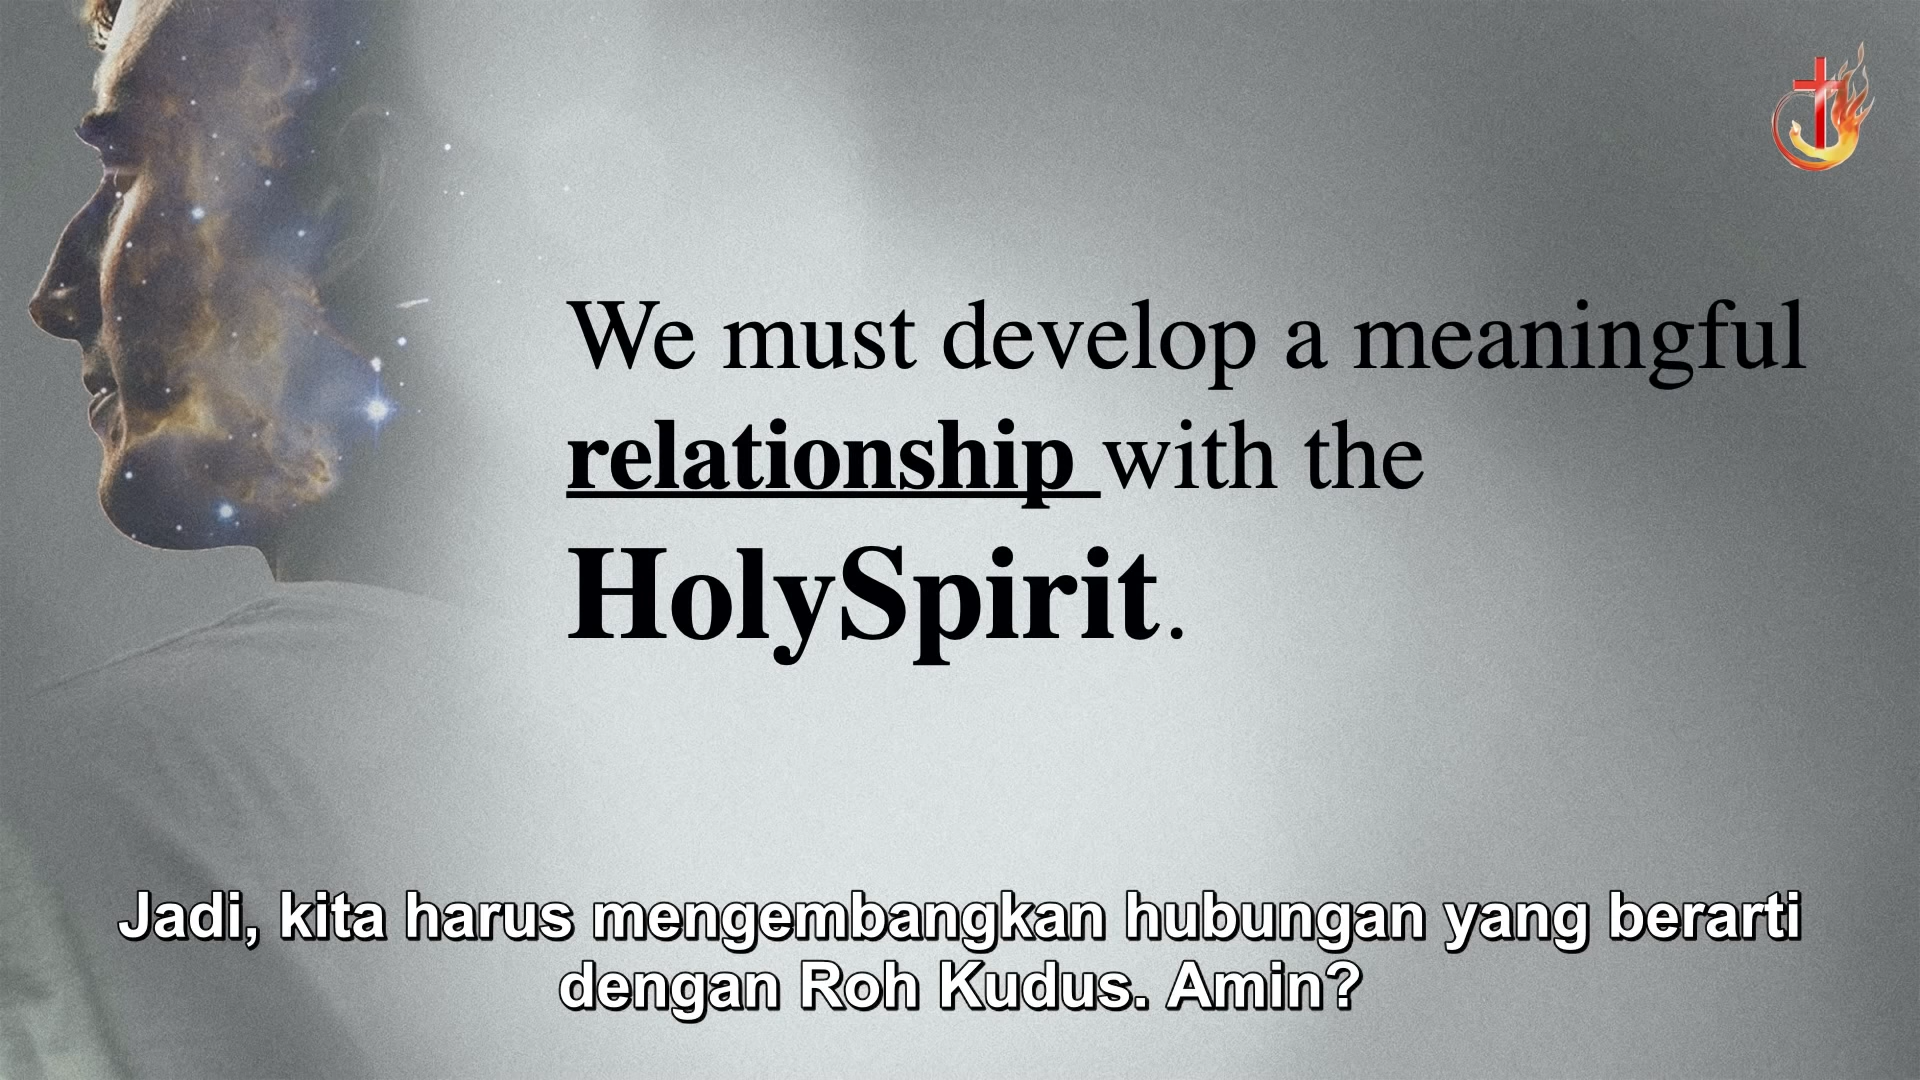 We must develop a meaningful
relationship with the
HolySpirit.
Jadi, kita harus mengembangkan hubungan yang berarti
dengan Roh Kudus. Amin?